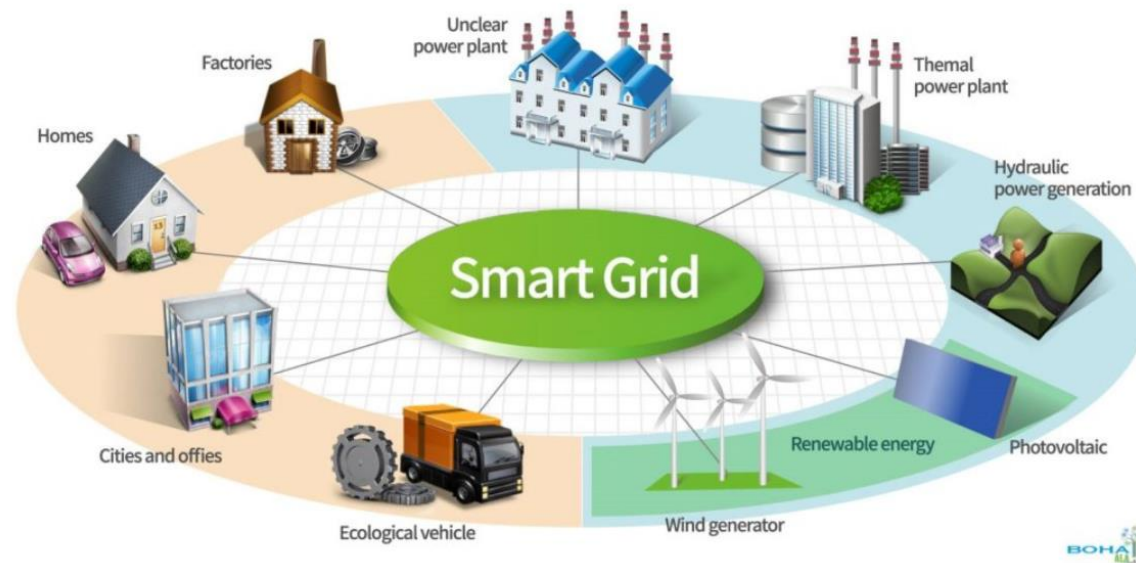 Unclear
power plant
Factories
Themal
power plant
Homes
Hydraulic
power generation
Smart Grid
Renewable energy
Photovoltaic
Cities and offies
Wind generator
Ecological vehicle
BOHA